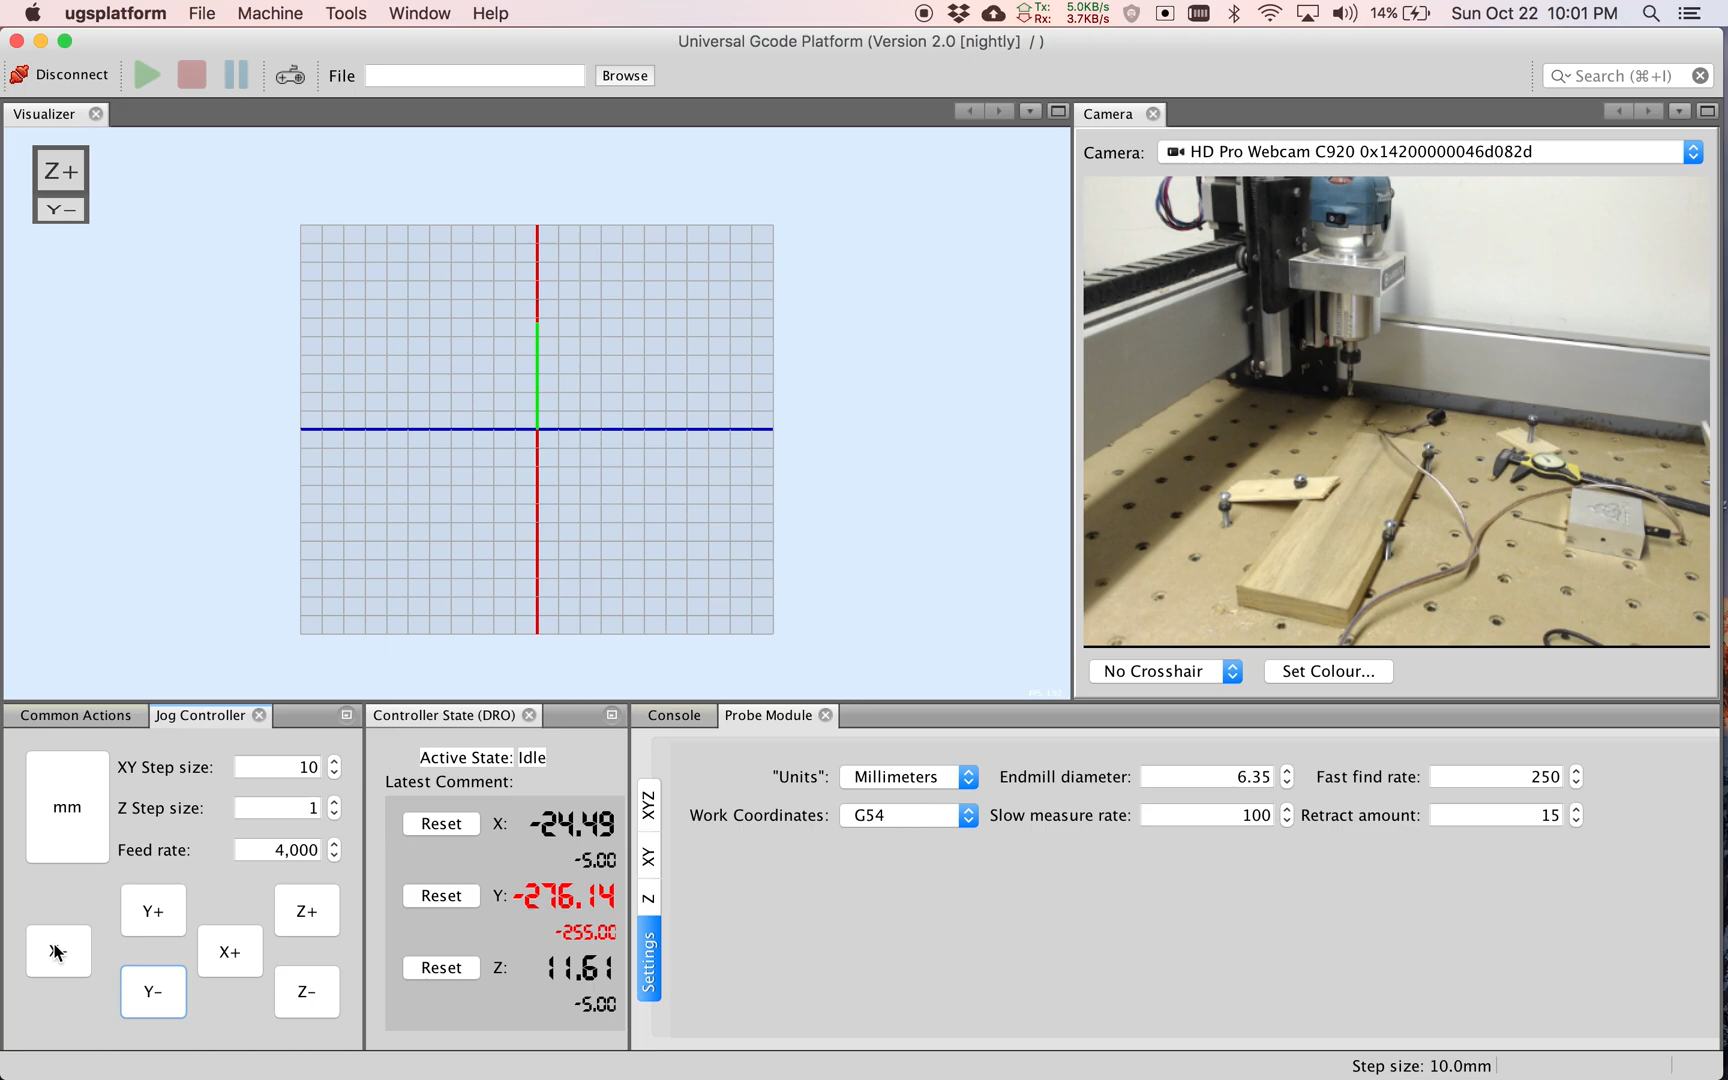 ugsplatform File Machine Tools Window Help
Tx: 5.0KB/s
Rx: 3.7KB/s
14% Sun Oct 22 10:01 PM
Universal Gcode Platform (Version 2.0 [nightly] / )
Disconnect File Browse Search (⌘+I)
Visualizer
Z+
Y−
Camera
Camera: HD Pro Webcam C920 0x14200000046d082d
No Crosshair Set Colour...
Common Actions Jog Controller
mm
XY Step size: 10
Z Step size: 1
Feed rate: 4,000
Y+ Z+
X+
Y- Z-
Controller State (DRO)
Active State: Idle
Latest Comment:
Reset X: -24.49
-5.00
Reset Y: -276.14
-255.00
Reset Z: 11.61
-5.00
Console Probe Module
XYZ
XY
Z
Settings
"Units": Millimeters Endmill diameter: 6.35 Fast find rate: 250
Work Coordinates: G54 Slow measure rate: 100 Retract amount: 15
Step size: 10.0mm